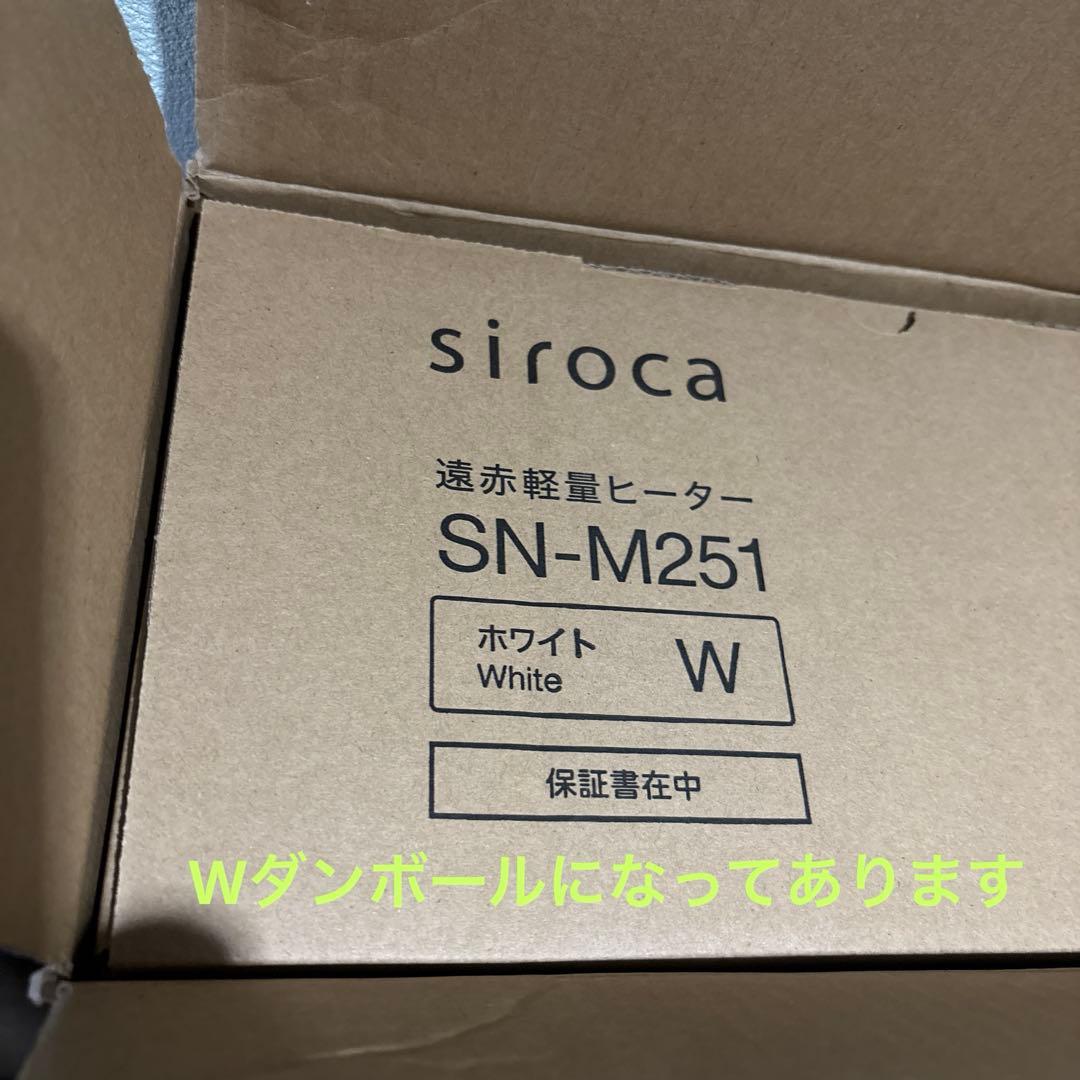 siroca
遠赤軽量ヒーター
SN-M251
ホワイト W
White
保証書在中
Wダンボールになってあります